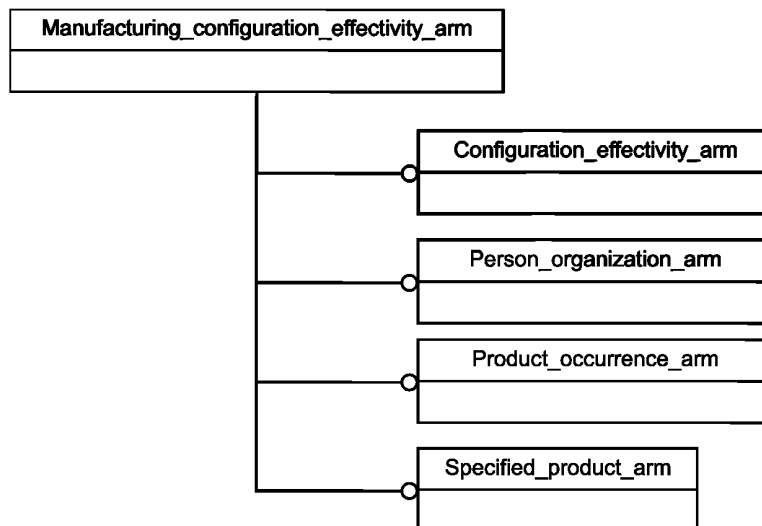 Manufacturing_configuration_effectivity_arm
Configuration_effectivity_arm
Person_organization_arm
Product_occurrence_arm
Specified_product_arm